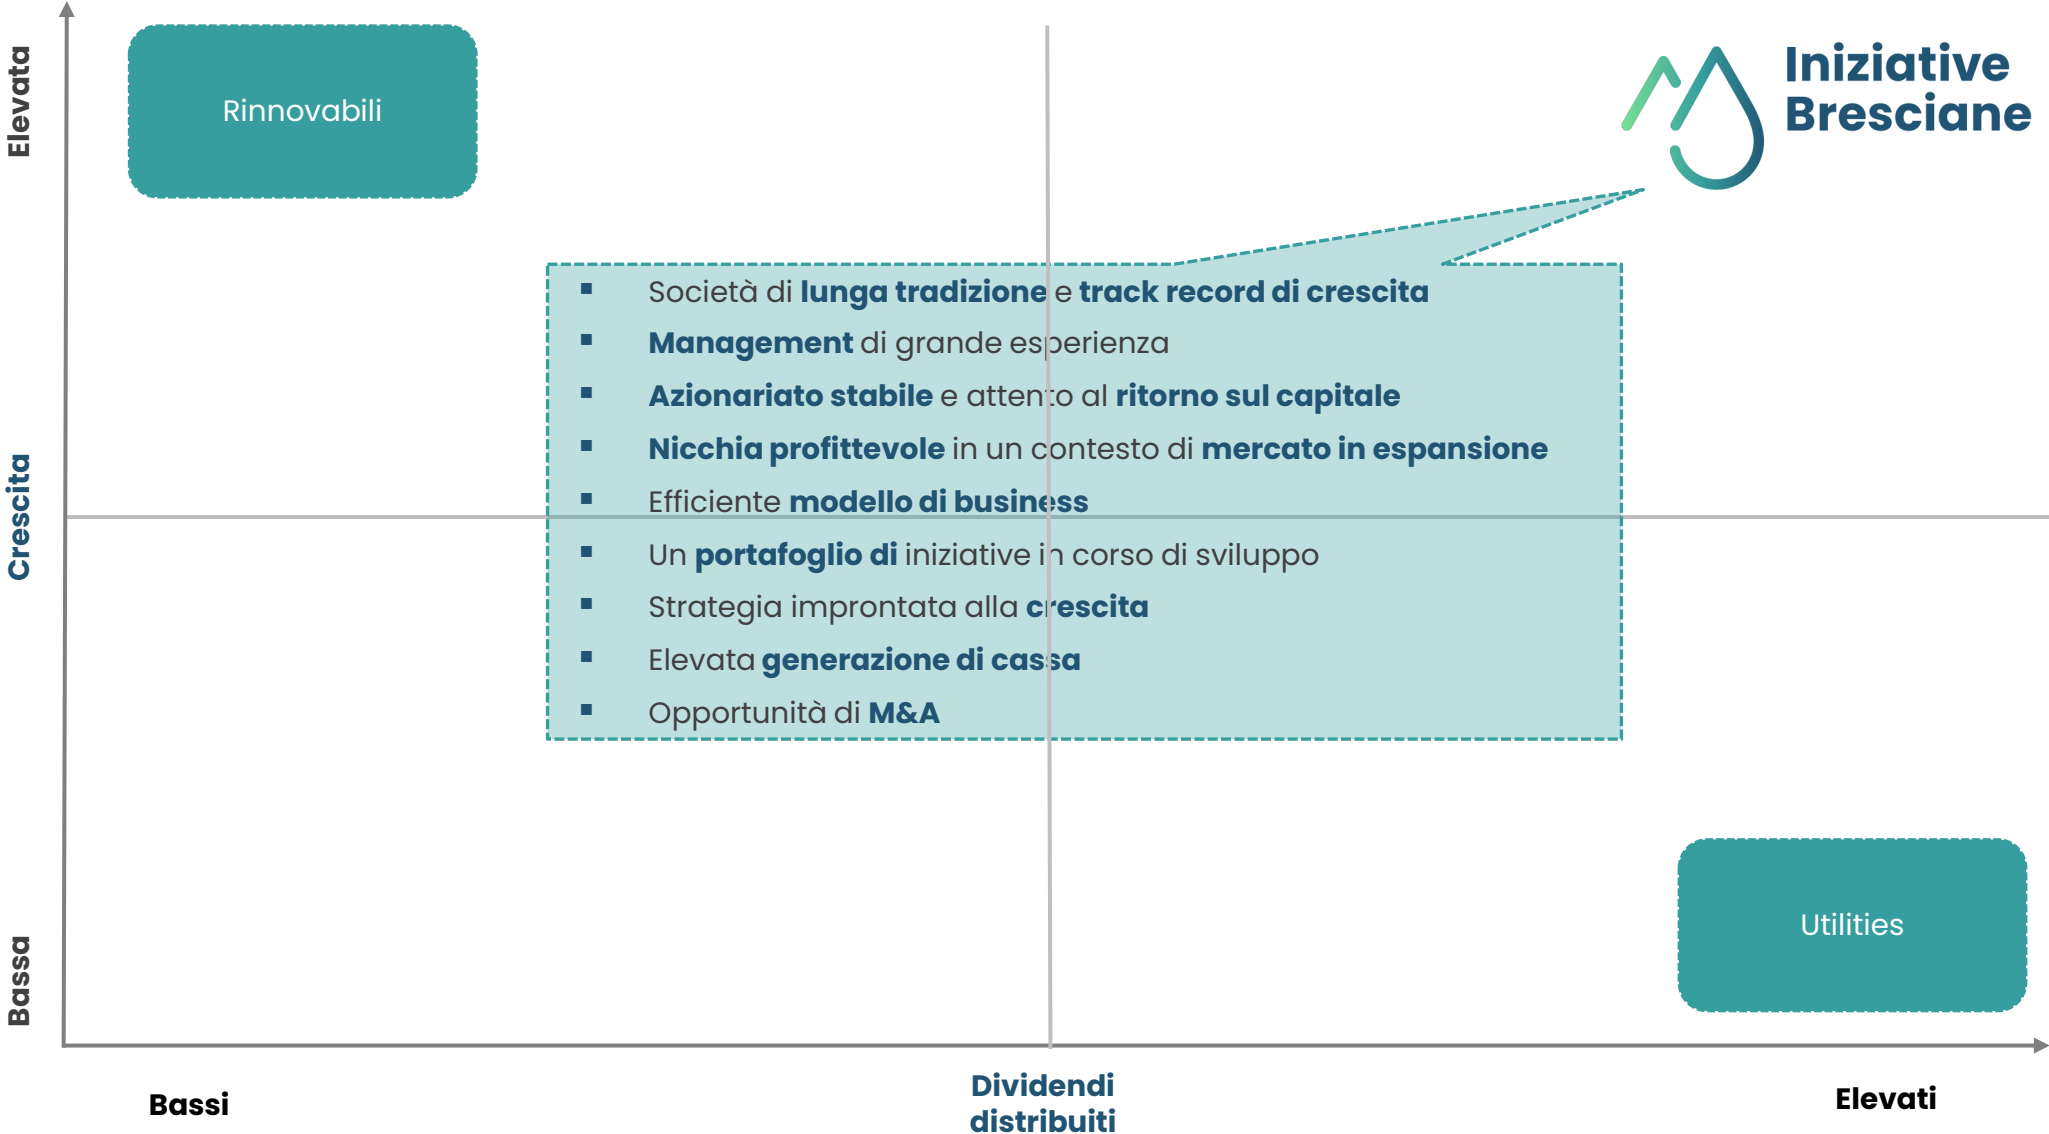 Elevata
Rinnovabili
Iniziative
Bresciane
▪ Società di lunga tradizione e track record di crescita
▪ Management di grande esperienza
▪ Azionariato stabile e attento al ritorno sul capitale
▪ Nicchia profittevole in un contesto di mercato in espansione
▪ Efficiente modello di business
▪ Un portafoglio di iniziative in corso di sviluppo
▪ Strategia improntata alla crescita
▪ Elevata generazione di cassa
▪ Opportunità di M&A
Crescita
Utilities
Bassa
Bassi
Dividendi
distribuiti
Elevati